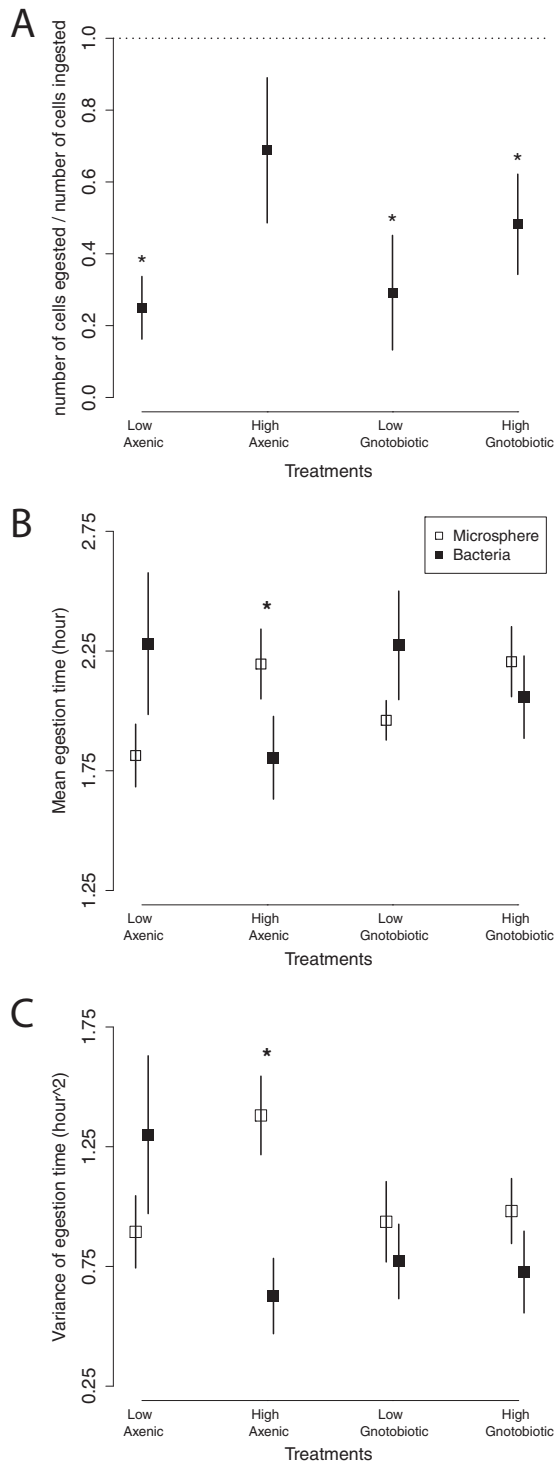 A
number of cells egested / number of cells ingested
1.0
0.8
0.6
0.4
0.2
0.0
*
*
*
Low
Axenic
High
Axenic
Low
Gnotobiotic
High
Gnotobiotic
Treatments
B
Mean egestion time (hour)
2.75
2.25
1.75
1.25
Microsphere
Bacteria
*
Low
Axenic
High
Axenic
Low
Gnotobiotic
High
Gnotobiotic
Treatments
C
Variance of egestion time (hour^2)
1.75
1.25
0.75
0.25
*
Low
Axenic
High
Axenic
Low
Gnotobiotic
High
Gnotobiotic
Treatments